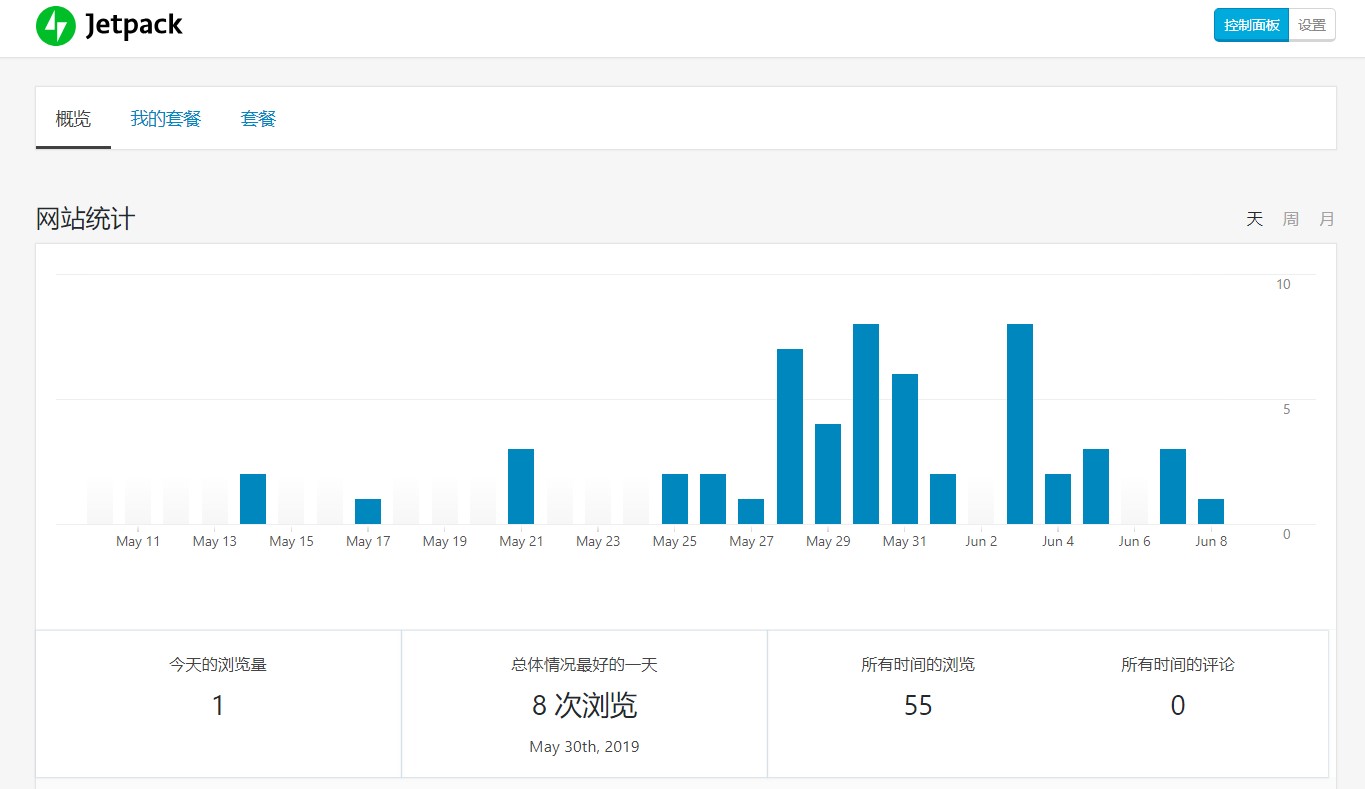 Jetpack
控制面板 设置
概览 我的套餐 套餐
网站统计
天 周 月
10
5
0
May 11 May 13 May 15 May 17 May 19 May 21 May 23 May 25 May 27 May 29 May 31 Jun 2 Jun 4 Jun 6 Jun 8
今天的浏览量
1
总体情况最好的一天
8 次浏览
May 30th, 2019
所有时间的浏览
55
所有时间的评论
0